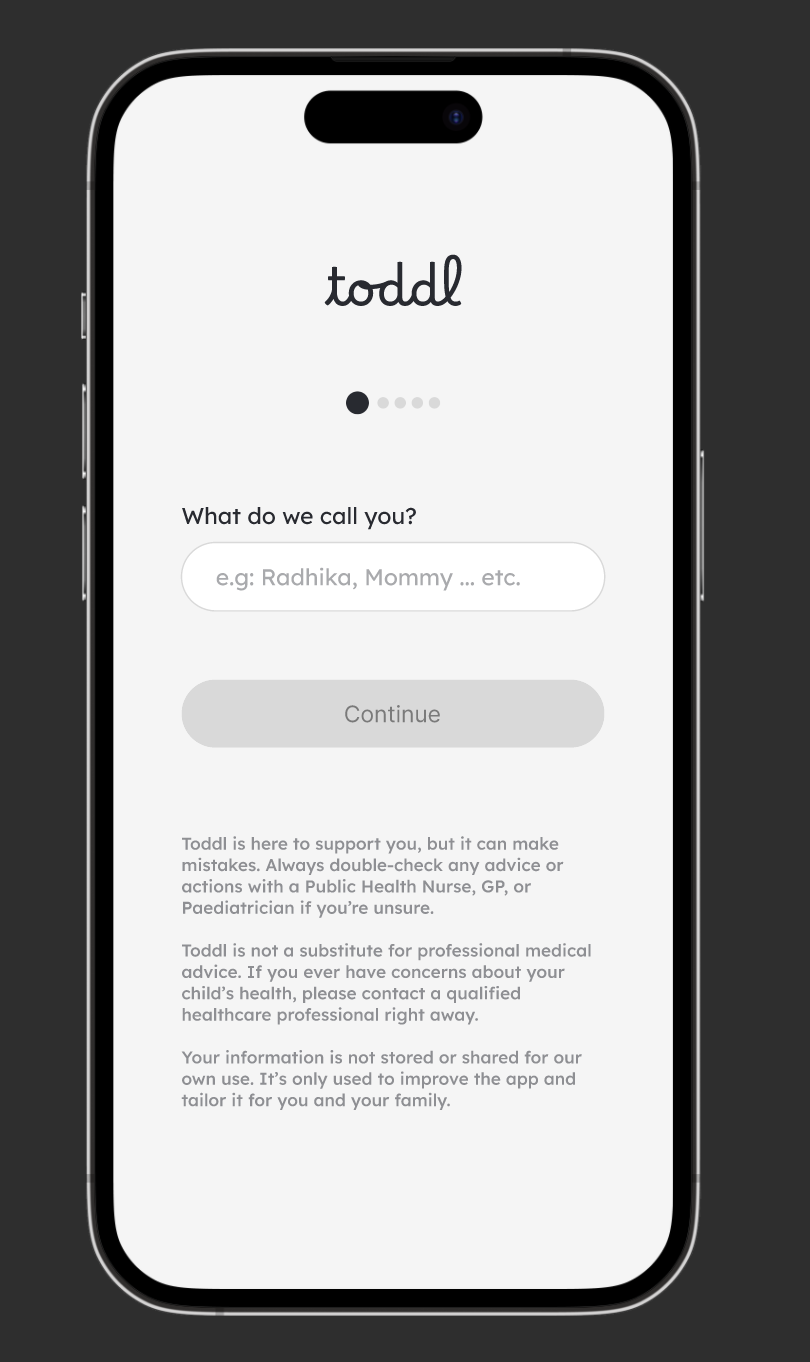 toddl
What do we call you?
e.g: Radhika, Mommy ... etc.
Continue
Toddl is here to support you, but it can make
mistakes. Always double-check any advice or
actions with a Public Health Nurse, GP, or
Paediatrician if you’re unsure.
Toddl is not a substitute for professional medical
advice. If you ever have concerns about your
child’s health, please contact a qualified
healthcare professional right away.
Your information is not stored or shared for our
own use. It’s only used to improve the app and
tailor it for you and your family.